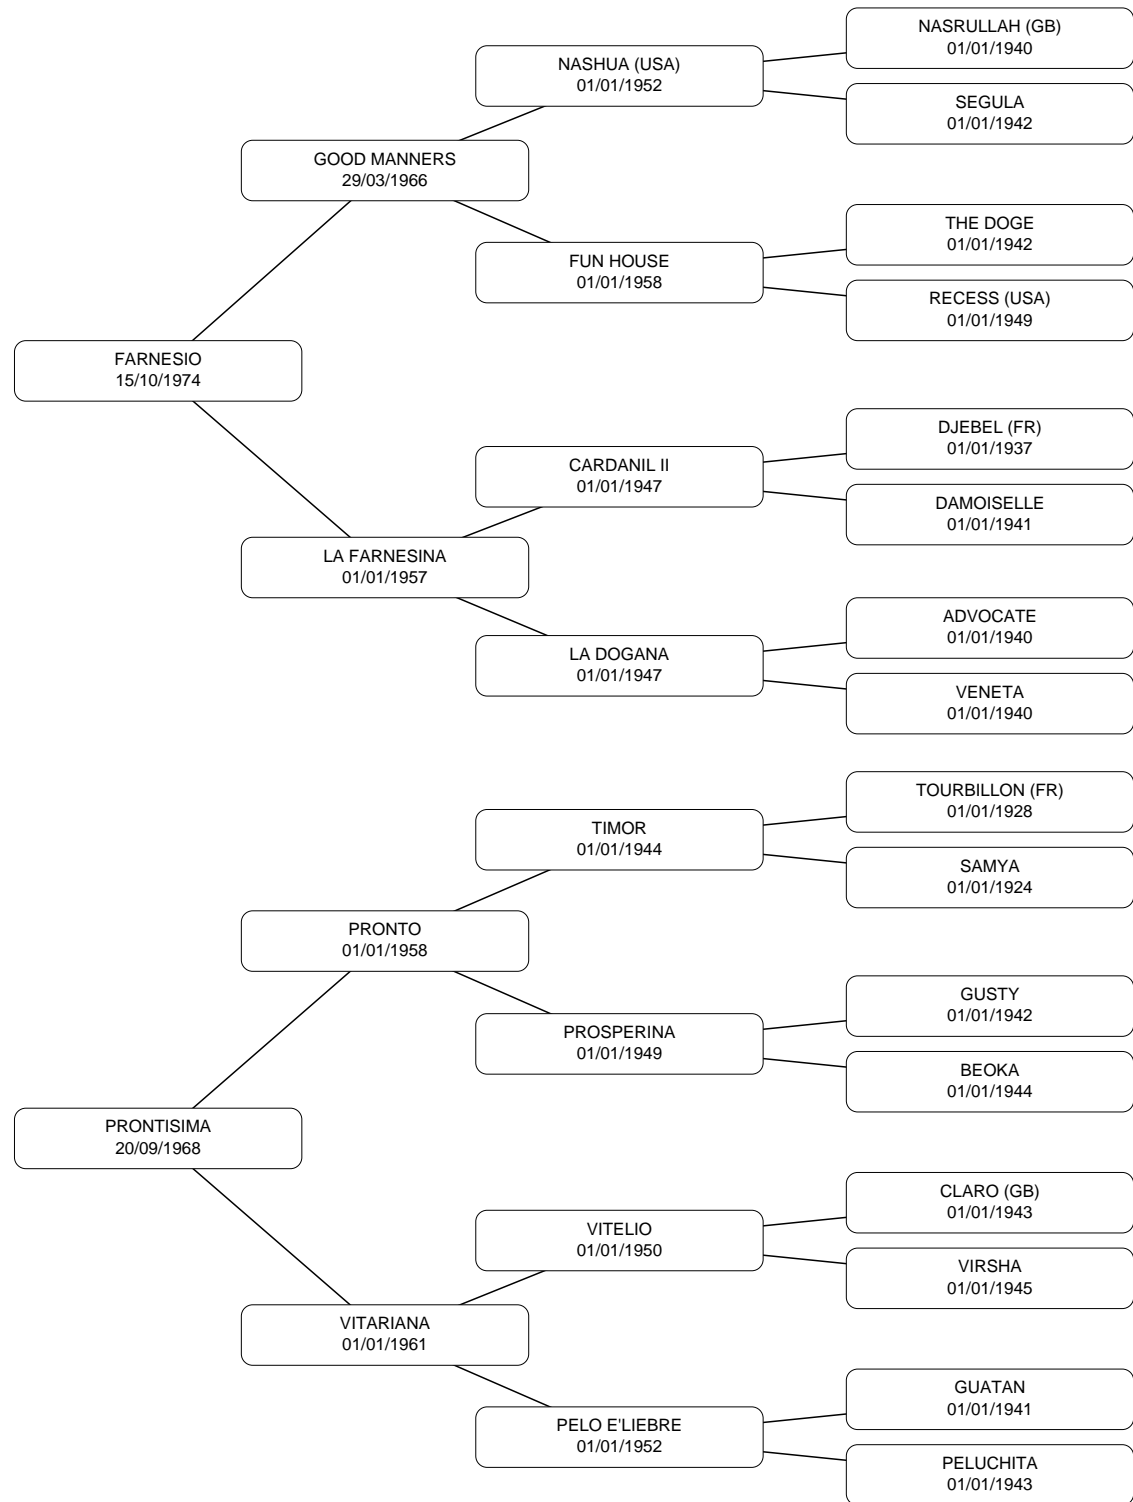 NASRULLAH (GB)
01/01/1940
NASHUA (USA)
01/01/1952
SEGULA
01/01/1942
GOOD MANNERS
29/03/1966
THE DOGE
01/01/1942
FUN HOUSE
01/01/1958
RECESS (USA)
01/01/1949
FARNESIO
15/10/1974
DJEBEL (FR)
01/01/1937
CARDANIL II
01/01/1947
DAMOISELLE
01/01/1941
LA FARNESINA
01/01/1957
ADVOCATE
01/01/1940
LA DOGANA
01/01/1947
VENETA
01/01/1940
TOURBILLON (FR)
01/01/1928
TIMOR
01/01/1944
SAMYA
01/01/1924
PRONTO
01/01/1958
GUSTY
01/01/1942
PROSPERINA
01/01/1949
BEOKA
01/01/1944
PRONTISIMA
20/09/1968
CLARO (GB)
01/01/1943
VITELIO
01/01/1950
VIRSHA
01/01/1945
VITARIANA
01/01/1961
GUATAN
01/01/1941
PELO E'LIEBRE
01/01/1952
PELUCHITA
01/01/1943